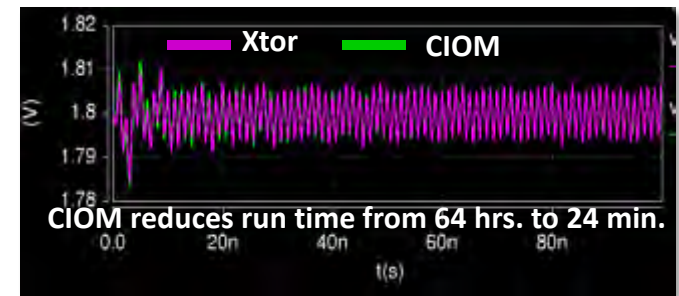 1.82
Xtor CIOM
1.81
(V)
1.8
1.79
1.78
CIOM reduces run time from 64 hrs. to 24 min.
0.0 20n 40n 60n 80n
t(s)